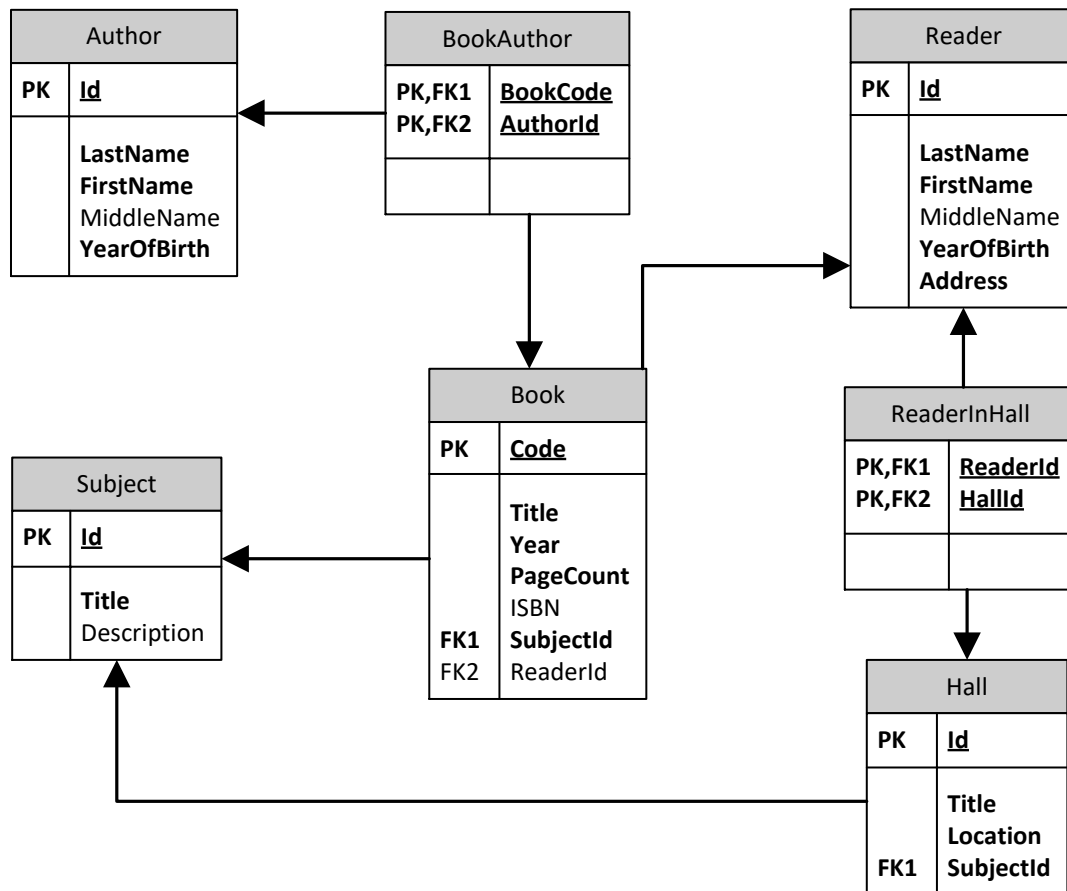 Author
PK Id
LastName
FirstName
MiddleName
YearOfBirth
BookAuthor
PK,FK1 BookCode
PK,FK2 AuthorId
Reader
PK Id
LastName
FirstName
MiddleName
YearOfBirth
Address
Book
PK Code
Title
Year
PageCount
ISBN
FK1 SubjectId
FK2 ReaderId
ReaderInHall
PK,FK1 ReaderId
PK,FK2 HallId
Subject
PK Id
Title
Description
Hall
PK Id
Title
Location
FK1 SubjectId